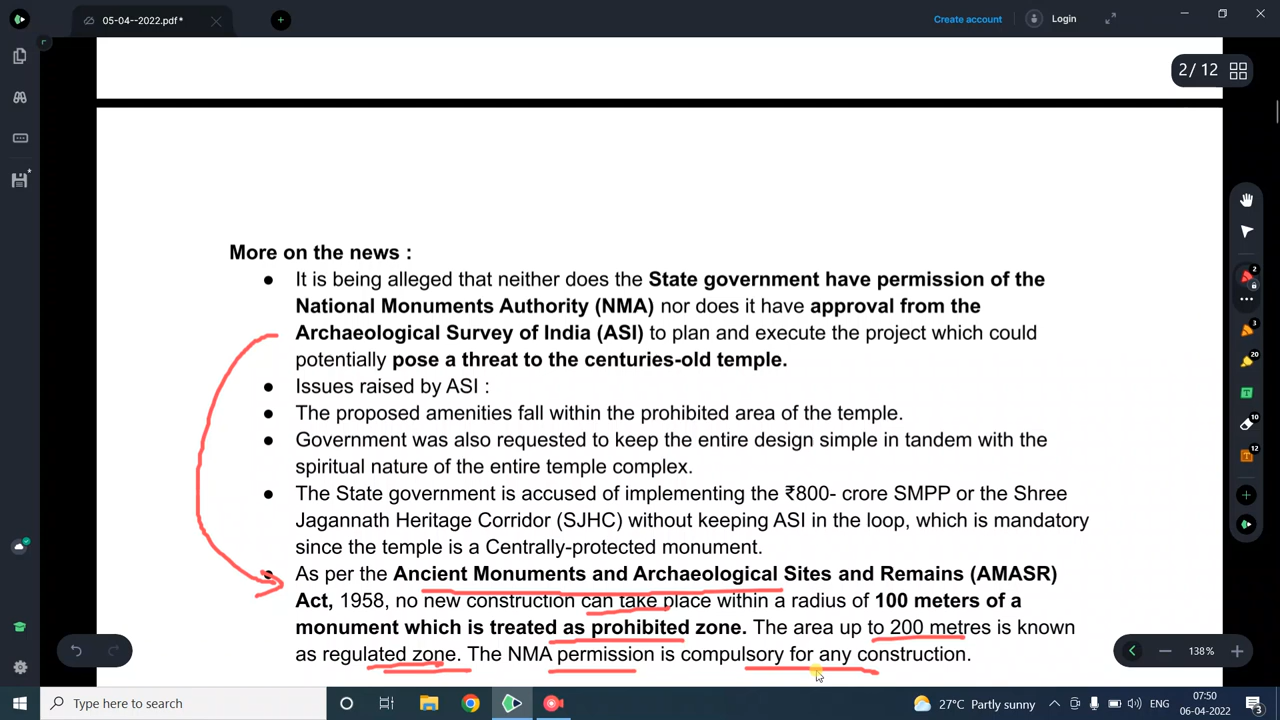 05-04--2022.pdf*
Create account
Login
2/ 12
More on the news :
● It is being alleged that neither does the State government have permission of the
National Monuments Authority (NMA) nor does it have approval from the
Archaeological Survey of India (ASI) to plan and execute the project which could
potentially pose a threat to the centuries-old temple.
● Issues raised by ASI :
● The proposed amenities fall within the prohibited area of the temple.
● Government was also requested to keep the entire design simple in tandem with the
spiritual nature of the entire temple complex.
● The State government is accused of implementing the ₹800- crore SMPP or the Shree
Jagannath Heritage Corridor (SJHC) without keeping ASI in the loop, which is mandatory
since the temple is a Centrally-protected monument.
● As per the Ancient Monuments and Archaeological Sites and Remains (AMASR)
Act, 1958, no new construction can take place within a radius of 100 meters of a
monument which is treated as prohibited zone. The area up to 200 metres is known
as regulated zone. The NMA permission is compulsory for any construction.
2
3
20
10
12
138%
Type here to search
27°C Partly sunny
ENG
07:50
06-04-2022
3